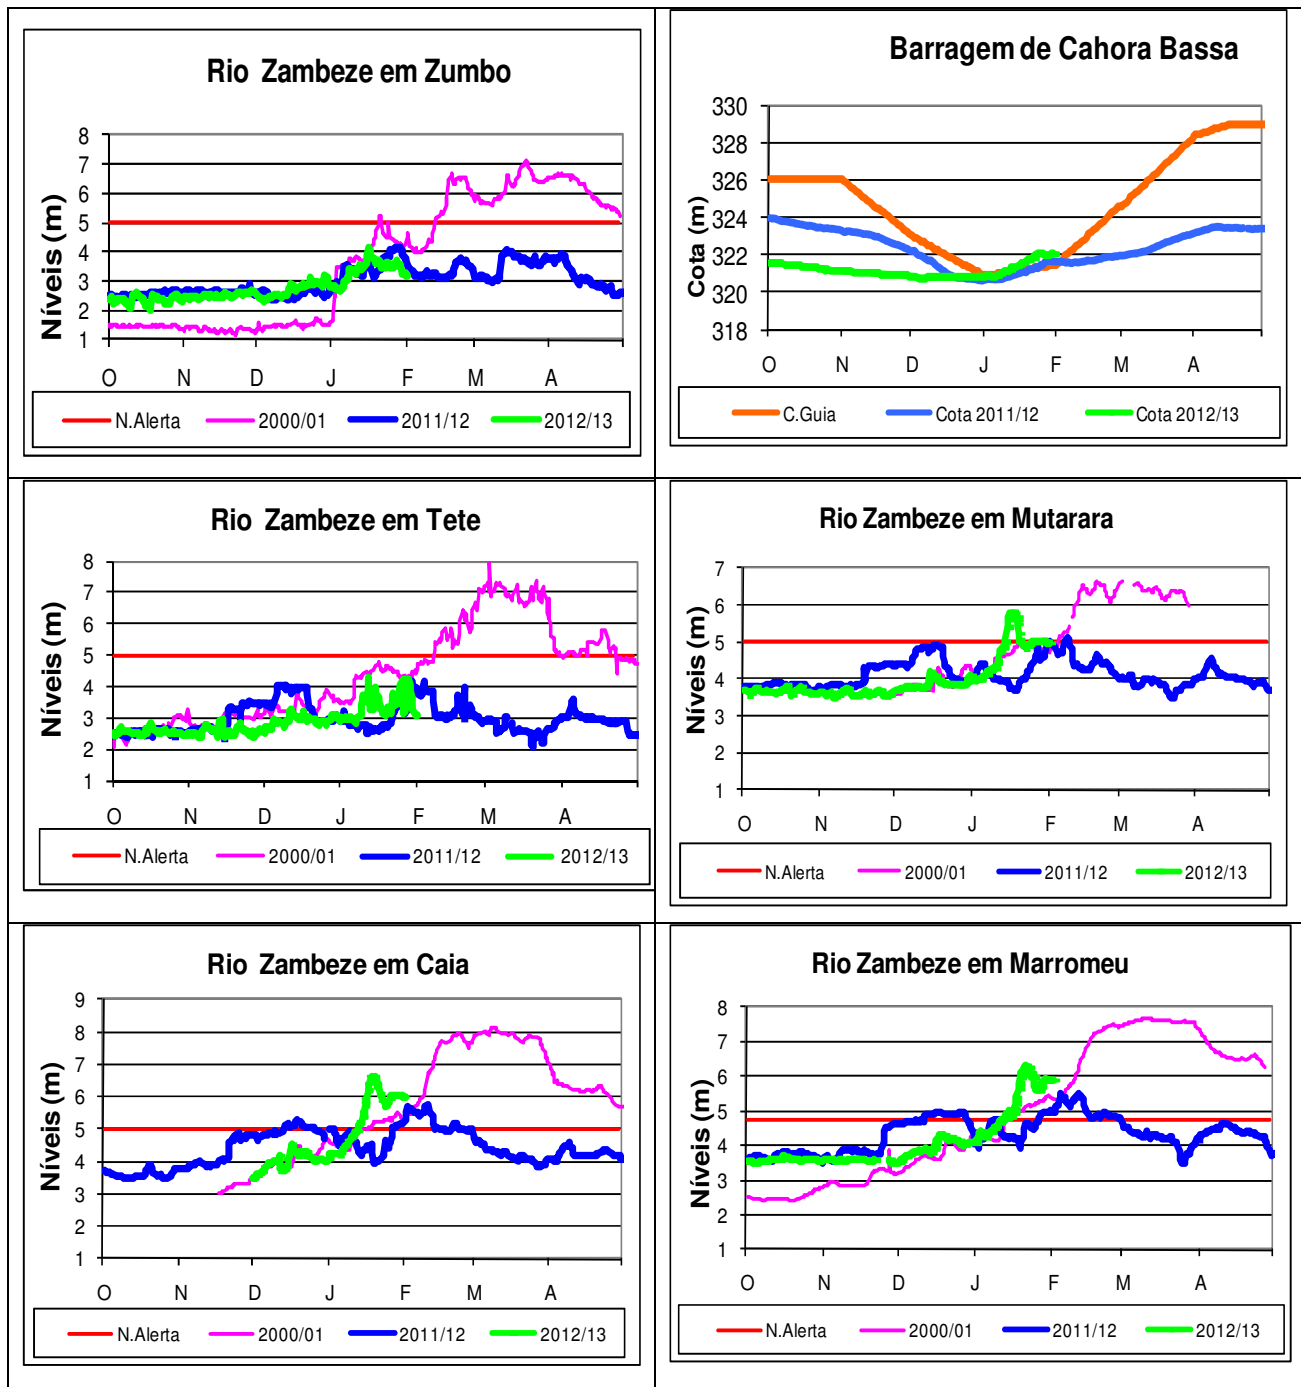 Rio Zambeze em Zumbo
Níveis (m)
8
7
6
5
4
3
2
1
O N D J F M A
N.Alerta 2000/01 2011/12 2012/13
Barragem de Cahora Bassa
Cota (m)
330
328
326
324
322
320
318
O N D J F M A
C.Guia Cota 2011/12 Cota 2012/13
Rio Zambeze em Tete
Níveis (m)
8
7
6
5
4
3
2
1
O N D J F M A
N.Alerta 2000/01 2011/12 2012/13
Rio Zambeze em Mutarara
Níveis (m)
7
6
5
4
3
2
1
O N D J F M A
N.Alerta 2000/01 2011/12 2012/13
Rio Zambeze em Caia
Níveis (m)
9
8
7
6
5
4
3
2
1
O N D J F M A
N.Alerta 2000/01 2011/12 2012/13
Rio Zambeze em Marromeu
Níveis (m)
8
7
6
5
4
3
2
1
O N D J F M A
N.Alerta 2000/01 2011/12 2012/13